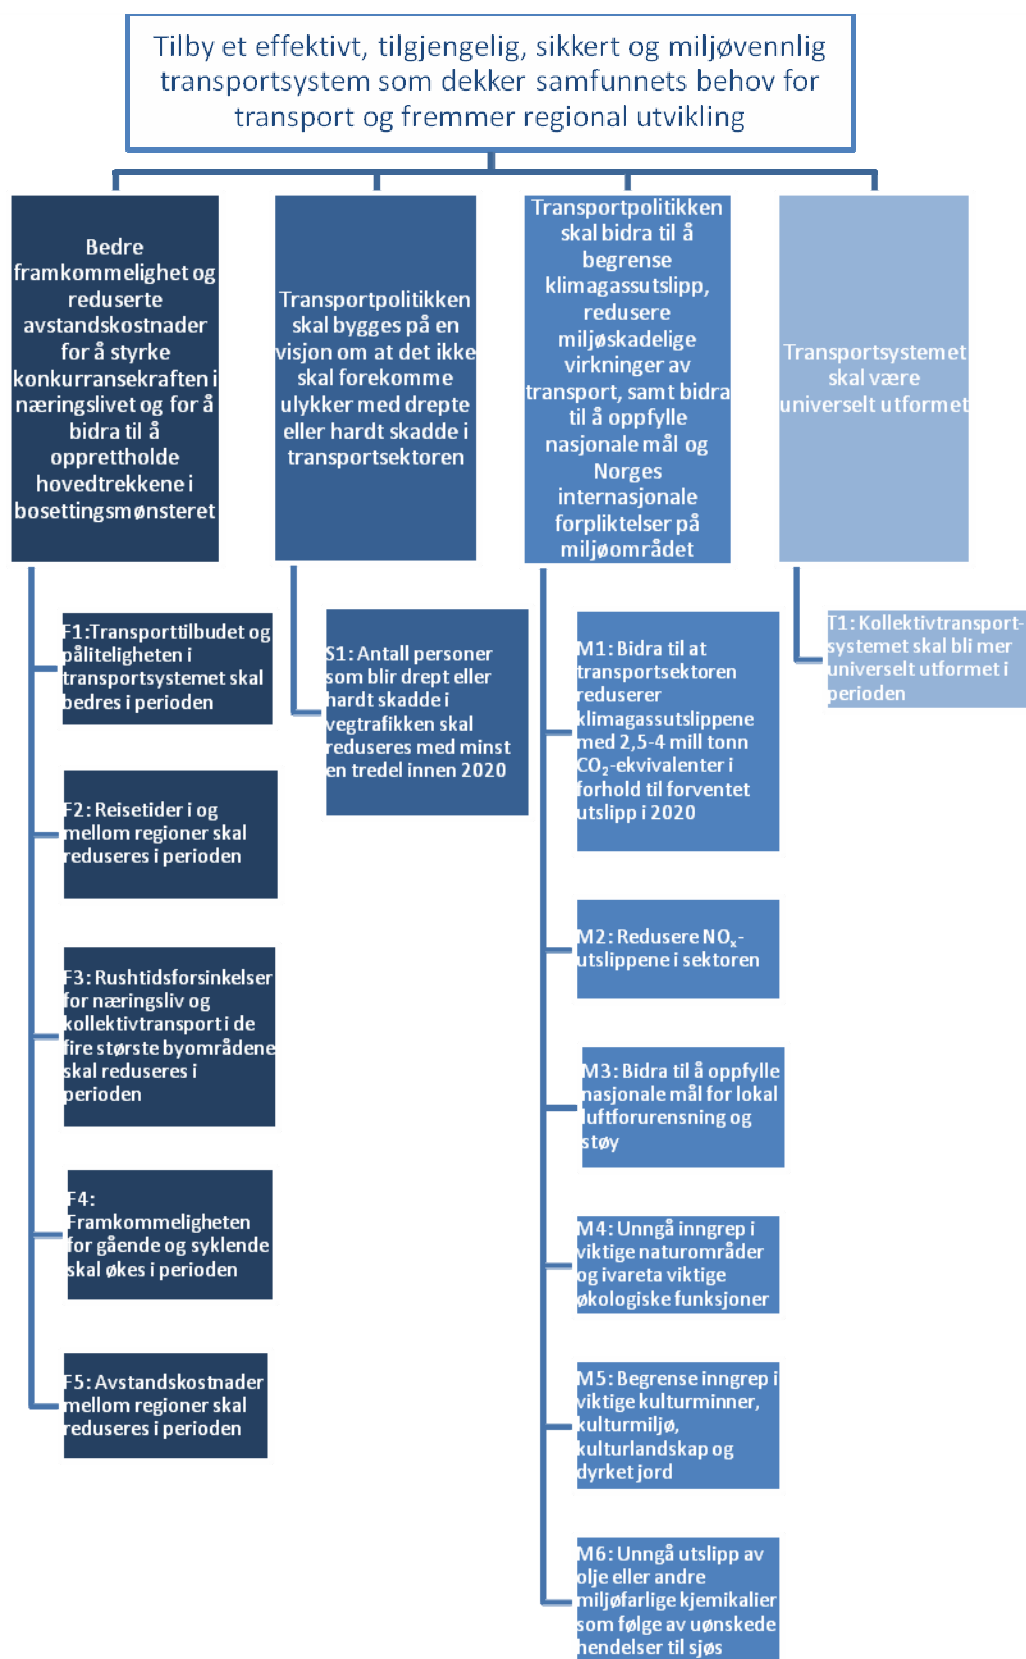 Tilby et effektivt, tilgjengelig, sikkert og miljøvennlig
transportsystem som dekker samfunnets behov for
transport og fremmer regional utvikling
Bedre
framkommelighet og
reduserte
avstandskostnader
for å styrke
konkurransekraften i
næringslivet og for å
bidra til å
opprettholde
hovedtrekkene i
bosettingsmønsteret
F1:Transporttilbudet og
påliteligheten i
transportsystemet skal
bedres i perioden
F2: Reisetider i og
mellom regioner skal
reduseres i perioden
F3: Rushtidsforsinkelser
for næringsliv og
kollektivtransport i de
fire største byområdene
skal reduseres i
perioden
F4:
Framkommeligheten
for gående og syklende
skal økes i perioden
F5: Avstandskostnader
mellom regioner skal
reduseres i perioden
Transportpolitikken
skal bygges på en
visjon om at det ikke
skal forekomme
ulykker med drepte
eller hardt skadde i
transportsektoren
S1: Antall personer
som blir drept eller
hardt skadde i
vegtrafikken skal
reduseres med minst
en tredel innen 2020
Transportpolitikken
skal bidra til å
begrense
klimagassutslipp,
redusere
miljøskadelige
virkninger av
transport, samt bidra
til å oppfylle
nasjonale mål og
Norges
internasjonale
forpliktelser på
miljøområdet
M1: Bidra til at
transportsektoren
reduserer
klimagassutslippene
med 2,5-4 mill tonn
CO₂-ekvivalenter i
forhold til forventet
utslipp i 2020
M2: Redusere NOₓ-
utslippene i sektoren
M3: Bidra til å oppfylle
nasjonale mål for lokal
luftforurensning og
støy
M4: Unngå inngrep i
viktige naturområder
og ivareta viktige
økologiske funksjoner
M5: Begrense inngrep i
viktige kulturminner,
kulturmiljø,
kulturlandskap og
dyrket jord
M6: Unngå utslipp av
olje eller andre
miljøfarlige kjemikalier
som følge av uønskede
hendelser til sjøs
Transportsystemet
skal være
universelt utformet
T1: Kollektivtransport-
systemet skal bli mer
universelt utformet i
perioden